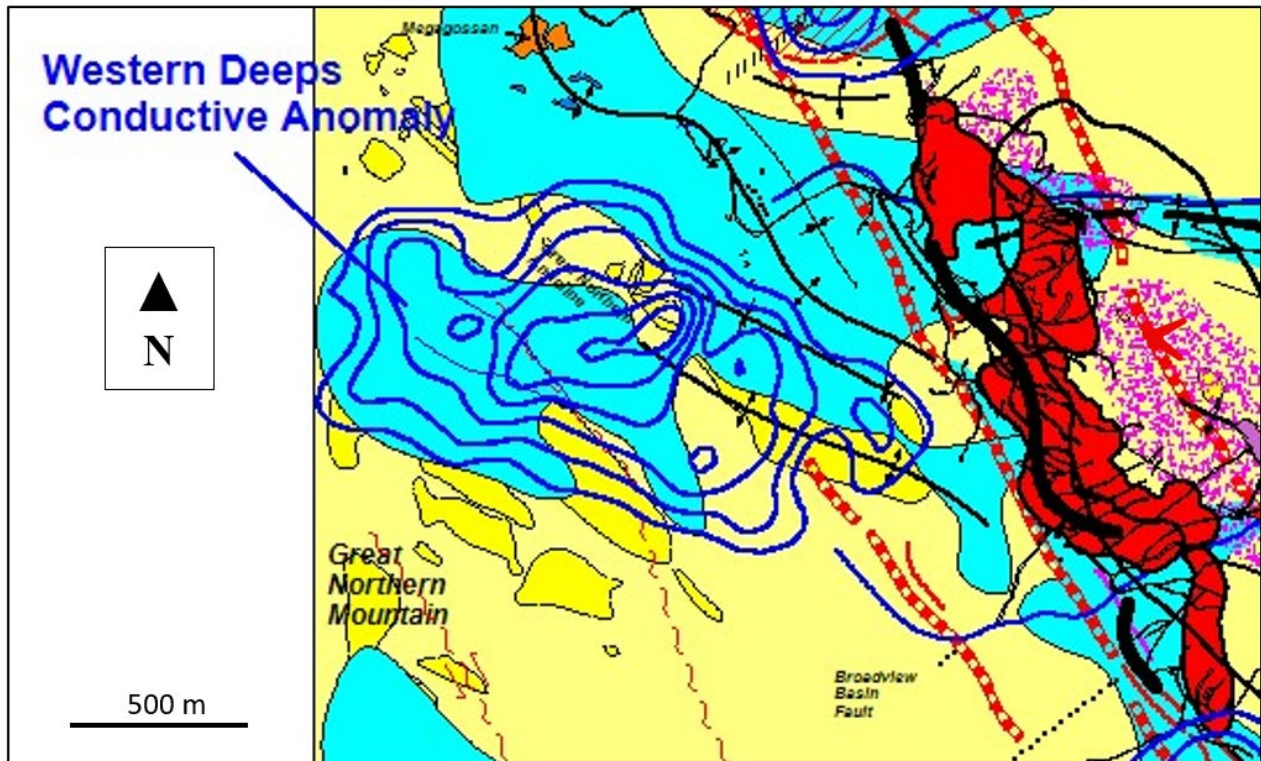 Megagossan
Western Deeps
Conductive Anomaly
N
Great
Northern
Mountain
500 m
Broadview
Basin
Fault